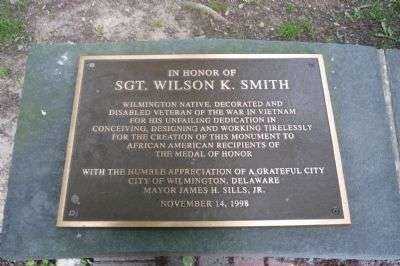 IN HONOR OF
SGT. WILSON K. SMITH
WILMINGTON NATIVE, DECORATED AND
DISABLED VETERAN OF THE WAR IN VIETNAM
FOR HIS UNFAILING DEDICATION IN
CONCEIVING, DESIGNING AND WORKING TIRELESSLY
FOR THE CREATION OF THIS MONUMENT TO
AFRICAN AMERICAN RECIPIENTS OF
THE MEDAL OF HONOR
WITH THE HUMBLE APPRECIATION OF A GRATEFUL CITY
CITY OF WILMINGTON, DELAWARE
MAYOR JAMES H. SILLS, JR.
NOVEMBER 14, 1998